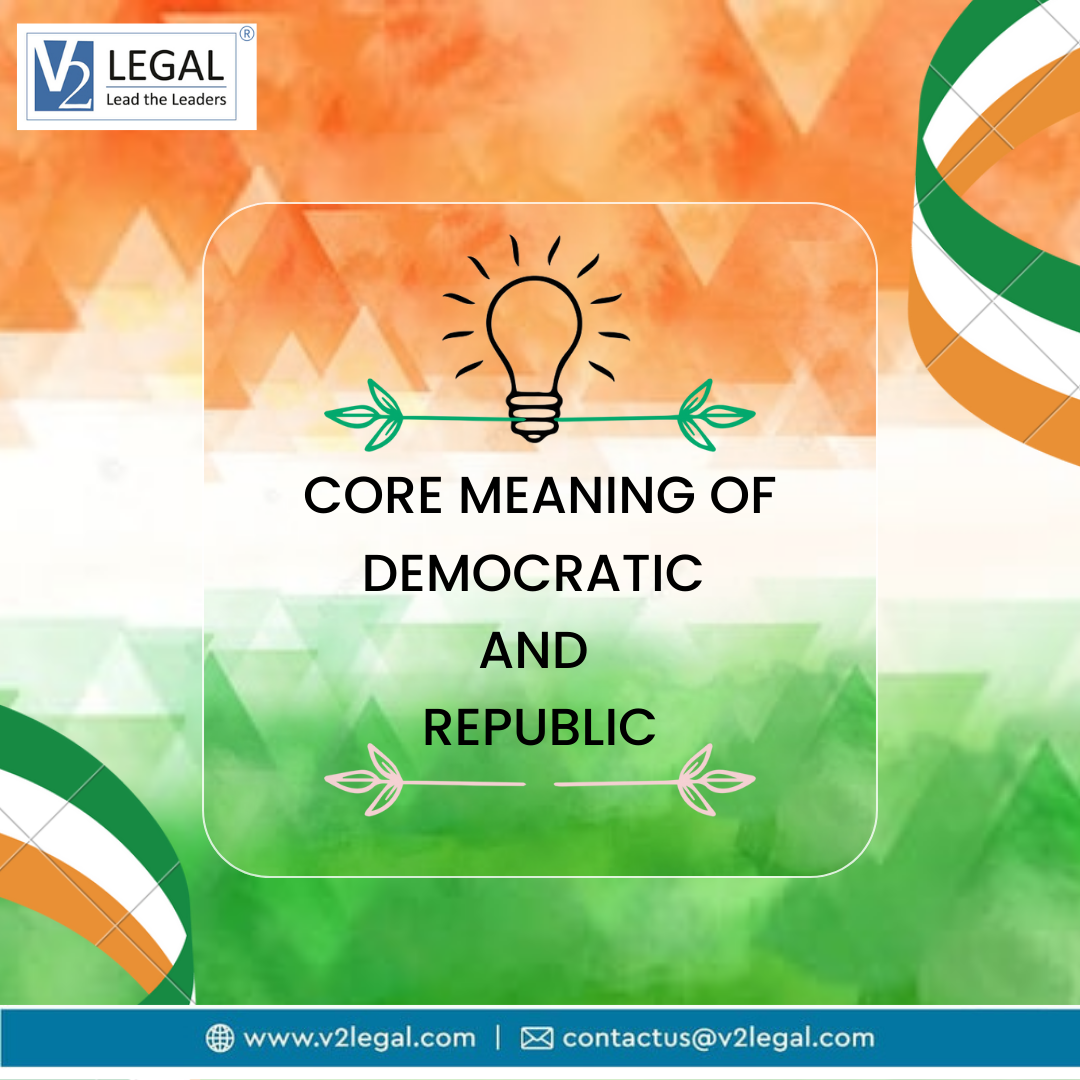 V2 LEGAL ®
Lead the Leaders
CORE MEANING OF
DEMOCRATIC
AND
REPUBLIC
www.v2legal.com | contactus@v2legal.com